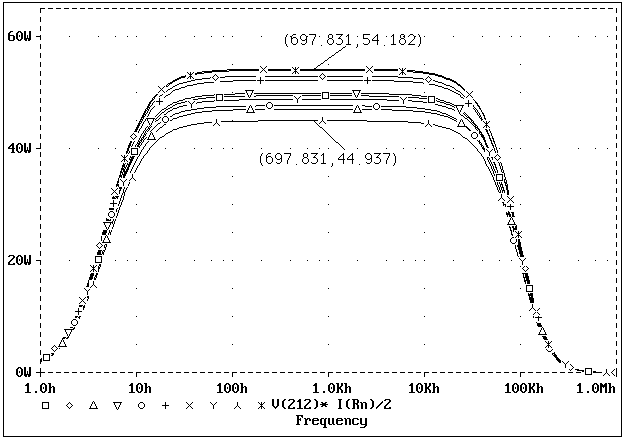 60W
(697.831,54.182)
40W
(697.831,44.937)
20W
0W
1.0h 10h 100h 1.0Kh 10Kh 100Kh 1.0Mh
V(212)* I(Rn)/2
Frequency